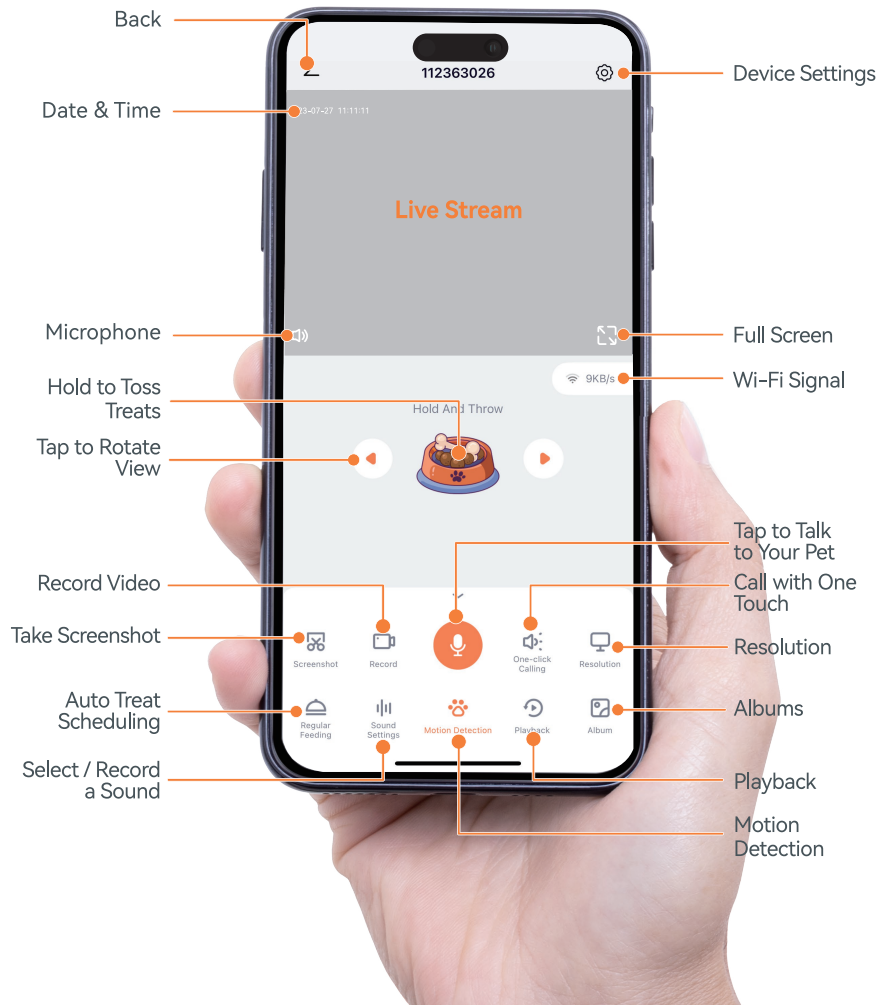 Back
112363026
Device Settings
Date & Time
3-07-27 11:11:11
Live Stream
Microphone
Full Screen
9KB/s
Wi-Fi Signal
Hold to Toss
Treats
Hold And Throw
Tap to Rotate
View
Tap to Talk
to Your Pet
Record Video
Call with One
Touch
Take Screenshot
Screenshot
Record
One-click
Calling
Resolution
Resolution
Auto Treat
Scheduling
Regular
Feeding
Sound
Settings
Motion Detection
Playback
Album
Albums
Select / Record
a Sound
Playback
Motion
Detection